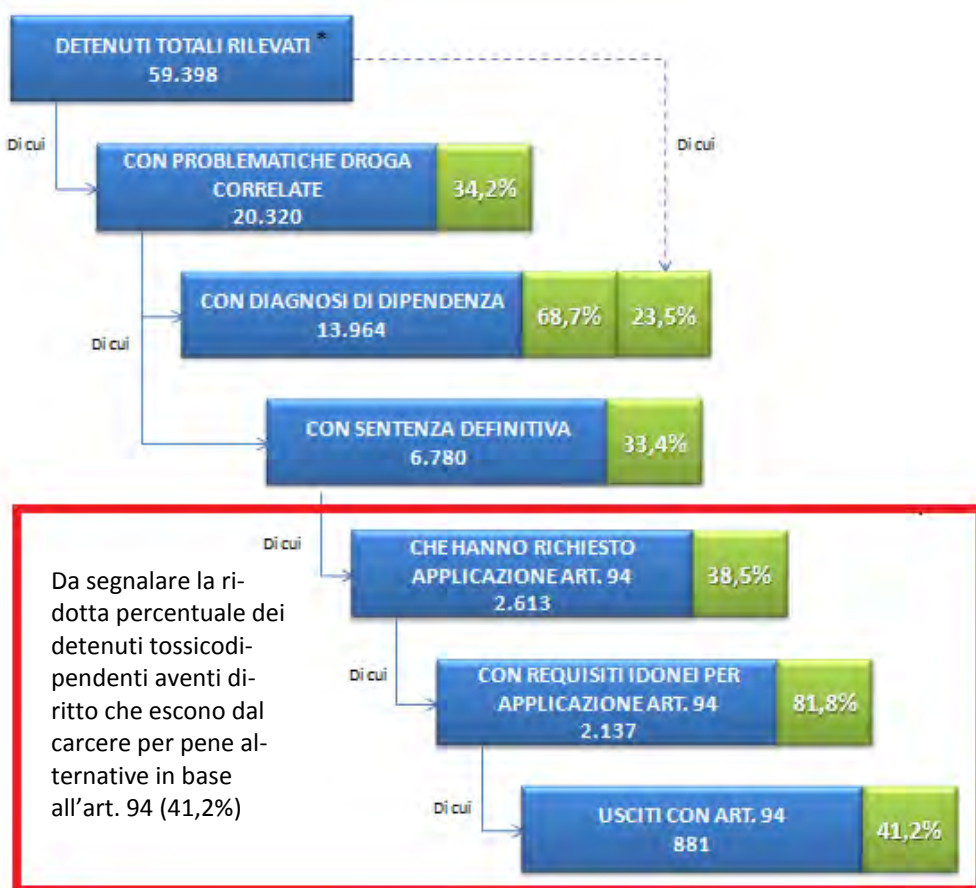 DETENUTI TOTALI RILEVATI *
59.398
Di cui
Di cui
CON PROBLEMATICHE DROGA
CORRELATE
20.320
34,2%
CON DIAGNOSI DI DIPENDENZA
13.964
68,7%
23,5%
Di cui
CON SENTENZA DEFINITIVA
6.780
33,4%
Di cui
CHE HANNO RICHIESTO
APPLICAZIONE ART. 94
2.613
38,5%
Da segnalare la ri-
dotta percentuale dei
detenuti tossicodi-
pendenti aventi di-
ritto che escono dal
carcere per pene al-
ternative in base
all’art. 94 (41,2%)
Di cui
CON REQUISITI IDONEI PER
APPLICAZIONE ART. 94
2.137
81,8%
Di cui
USCITI CON ART. 94
881
41,2%